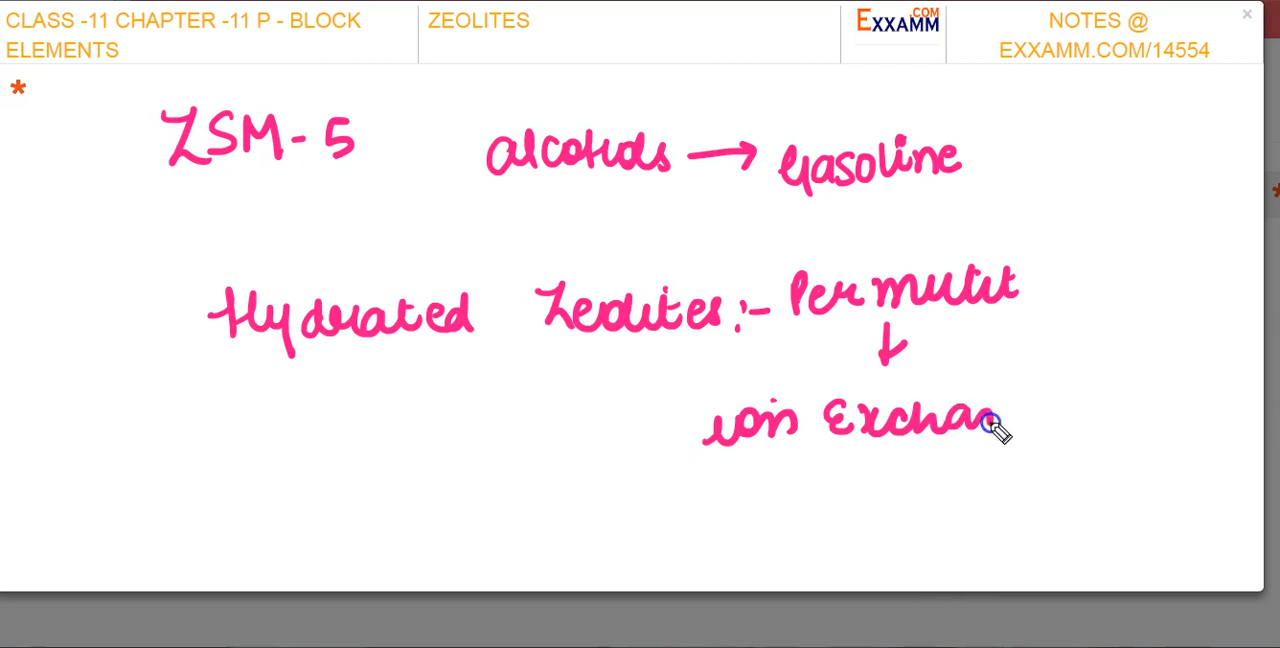 CLASS -11 CHAPTER -11 P - BLOCK
ELEMENTS
ZEOLITES
EXXAMM.COM
NOTES @
EXXAMM.COM/14554
ZSM-5 alcohols → Gasoline
Hydrated Zeolites :- Permutit
↓
ion Exchan